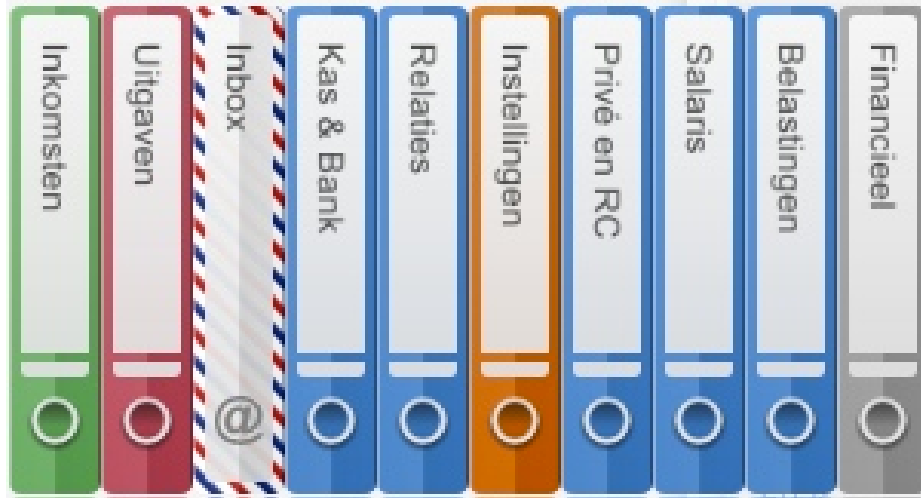 Inkomsten
Uitgaven
Inbox
@
Kas & Bank
Relaties
Instellingen
Privé en RC
Salaris
Belastingen
Financieel